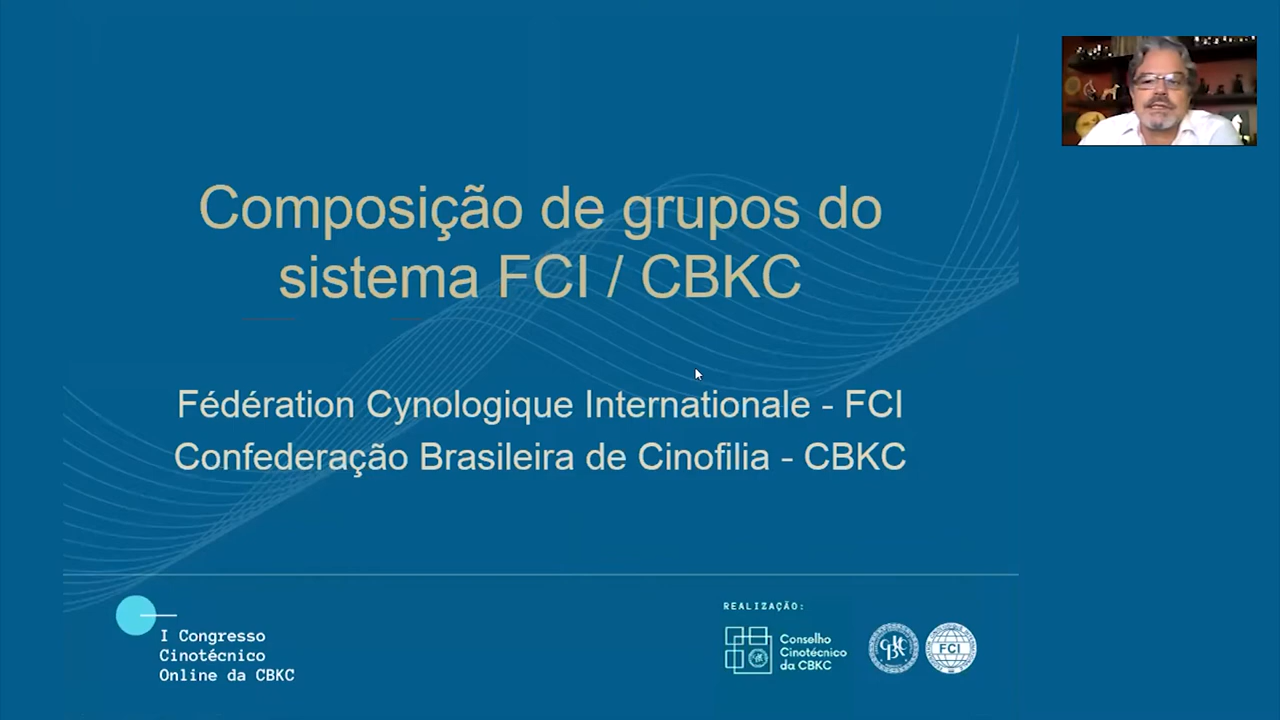 Composição de grupos do
sistema FCI / CBKC
Fédération Cynologique Internationale - FCI
Confederação Brasileira de Cinofilia - CBKC
I Congresso
Cinotécnico
Online da CBKC
REALIZAÇÃO:
Conselho
Cinotécnico
da CBKC
CBKC
FCI